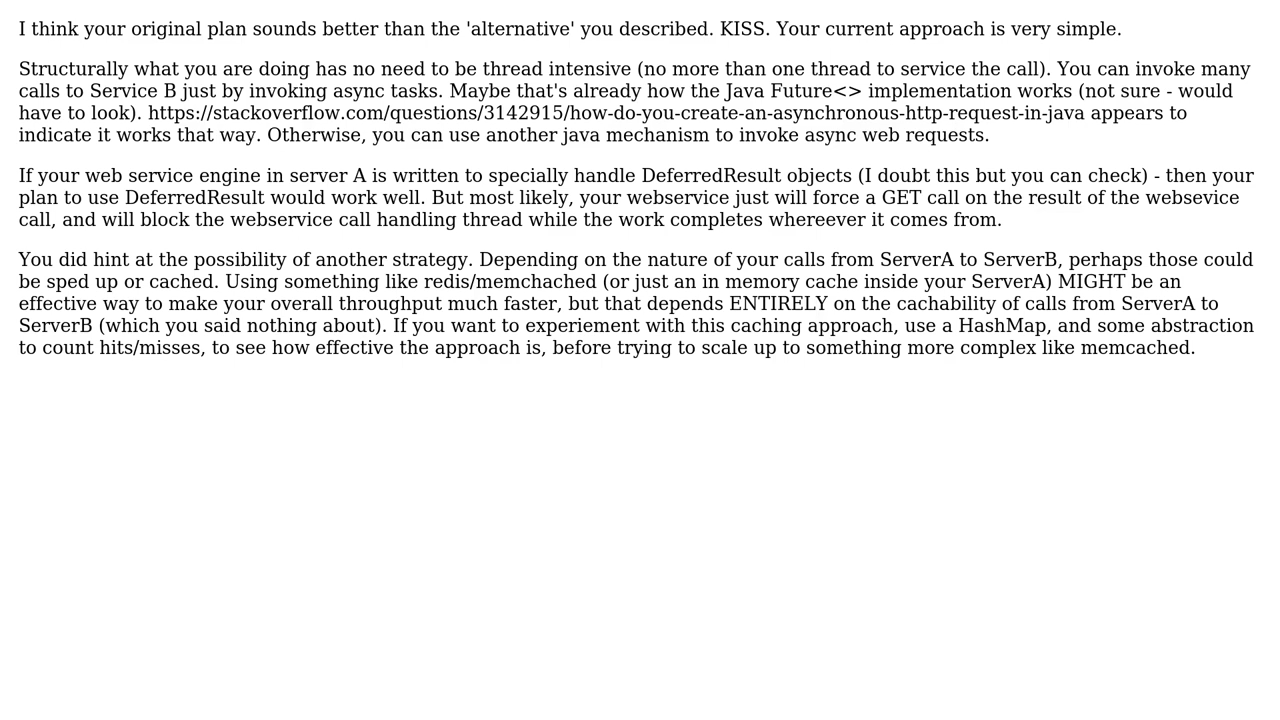 I think your original plan sounds better than the 'alternative' you described. KISS. Your current approach is very simple.
Structurally what you are doing has no need to be thread intensive (no more than one thread to service the call). You can invoke many
calls to Service B just by invoking async tasks. Maybe that's already how the Java Future<> implementation works (not sure - would
have to look). https://stackoverflow.com/questions/3142915/how-do-you-create-an-asynchronous-http-request-in-java appears to
indicate it works that way. Otherwise, you can use another java mechanism to invoke async web requests.
If your web service engine in server A is written to specially handle DeferredResult objects (I doubt this but you can check) - then your
plan to use DeferredResult would work well. But most likely, your webservice just will force a GET call on the result of the websevice
call, and will block the webservice call handling thread while the work completes whereever it comes from.
You did hint at the possibility of another strategy. Depending on the nature of your calls from ServerA to ServerB, perhaps those could
be sped up or cached. Using something like redis/memchached (or just an in memory cache inside your ServerA) MIGHT be an
effective way to make your overall throughput much faster, but that depends ENTIRELY on the cachability of calls from ServerA to
ServerB (which you said nothing about). If you want to experiement with this caching approach, use a HashMap, and some abstraction
to count hits/misses, to see how effective the approach is, before trying to scale up to something more complex like memcached.